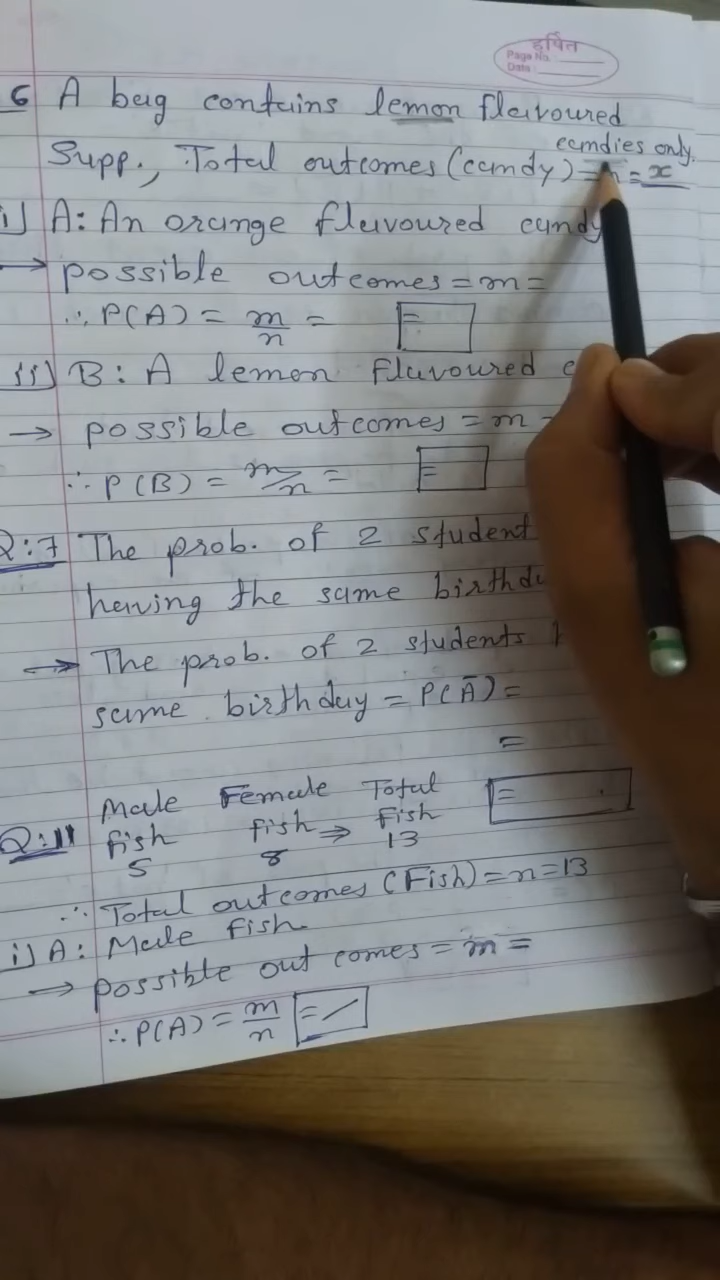 हर्षित
Page No.
Date
6 A bag contains lemon flavoured
candies only.
Supp., Total outcomes (candy) = n = x
i) A: An orange flavoured candy
→ possible outcomes = m =
∴ P(A) = m/n = =
ii) B: A lemon flavoured c
→ possible outcomes = m
∴ P(B) = m/n = =
Q:7 The prob. of 2 student
having the same birthda
→ The prob. of 2 students
same birthday = P(Ā) =
=
=
Male Female Total
Q:11 fish fish ⇒ fish
5 8 13
∴ Total outcomes (Fish) = n = 13
i) A: Male fish.
→ possible out comes = m =
∴ P(A) = m/n =